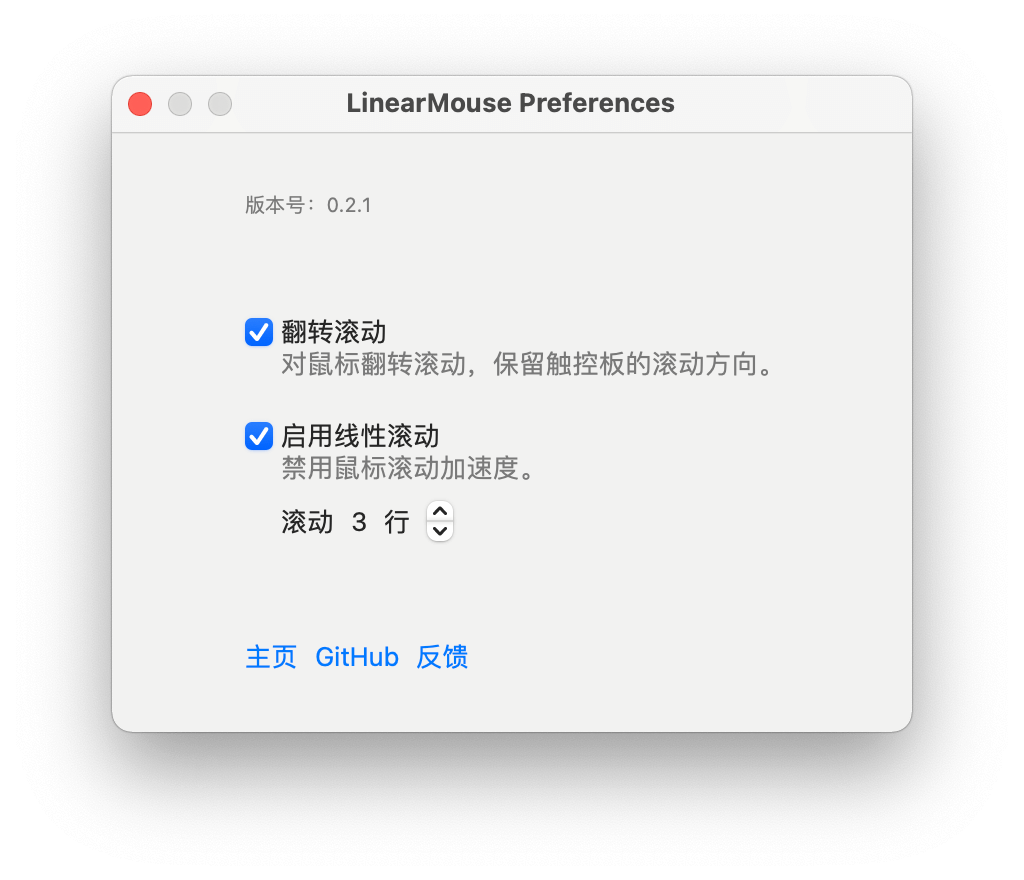 LinearMouse Preferences
版本号：0.2.1
翻转滚动
对鼠标翻转滚动，保留触控板的滚动方向。
启用线性滚动
禁用鼠标滚动加速度。
滚动 3 行
主页 GitHub 反馈